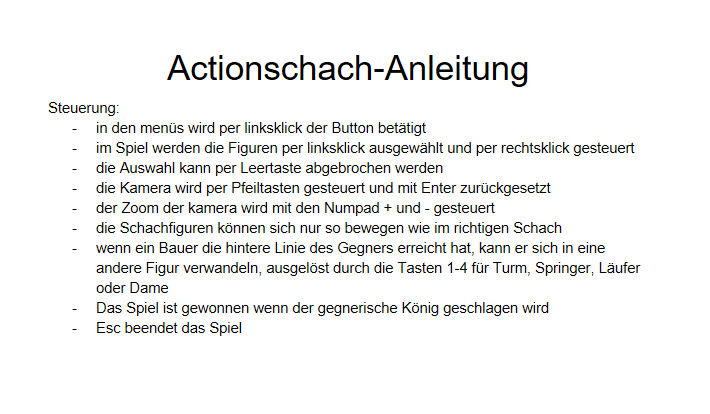 Actionschach-Anleitung
Steuerung:
- in den menüs wird per linksklick der Button betätigt
- im Spiel werden die Figuren per linksklick ausgewählt und per rechtsklick gesteuert
- die Auswahl kann per Leertaste abgebrochen werden
- die Kamera wird per Pfeiltasten gesteuert und mit Enter zurückgesetzt
- der Zoom der kamera wird mit den Numpad + und - gesteuert
- die Schachfiguren können sich nur so bewegen wie im richtigen Schach
- wenn ein Bauer die hintere Linie des Gegners erreicht hat, kann er sich in eine
andere Figur verwandeln, ausgelöst durch die Tasten 1-4 für Turm, Springer, Läufer
oder Dame
- Das Spiel ist gewonnen wenn der gegnerische König geschlagen wird
- Esc beendet das Spiel